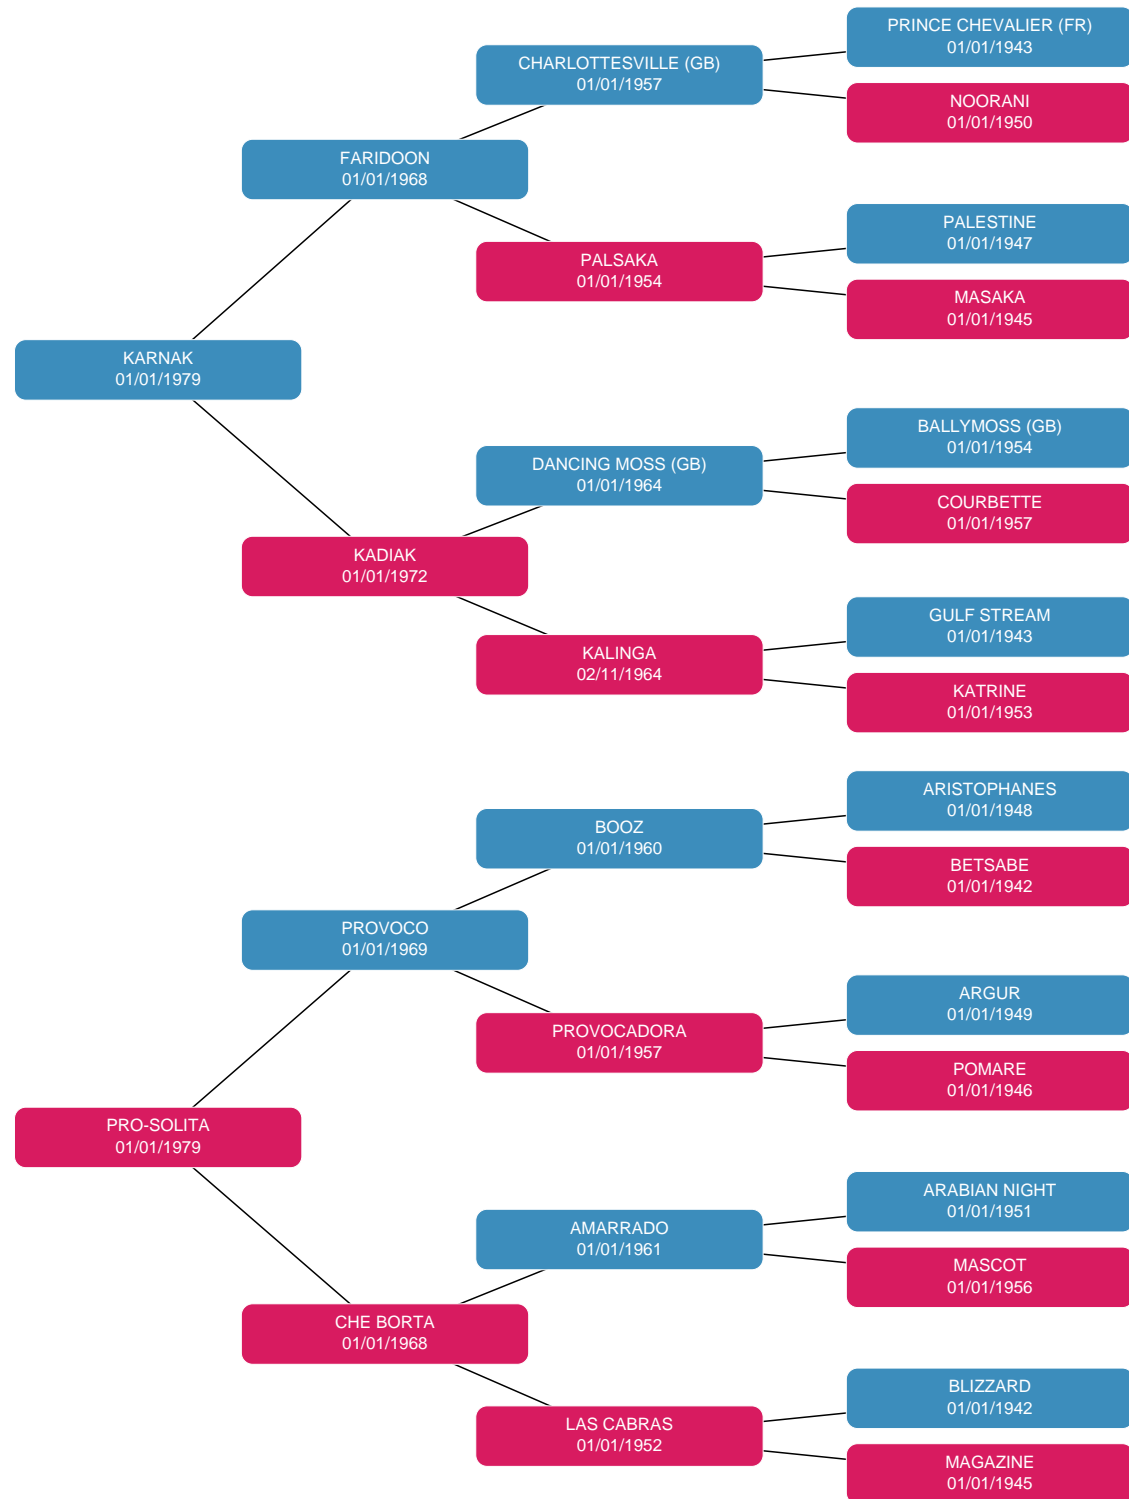 PRINCE CHEVALIER (FR)
01/01/1943
CHARLOTTESVILLE (GB)
01/01/1957
NOORANI
01/01/1950
FARIDOON
01/01/1968
PALESTINE
01/01/1947
PALSAKA
01/01/1954
MASAKA
01/01/1945
KARNAK
01/01/1979
BALLYMOSS (GB)
01/01/1954
DANCING MOSS (GB)
01/01/1964
COURBETTE
01/01/1957
KADIAK
01/01/1972
GULF STREAM
01/01/1943
KALINGA
02/11/1964
KATRINE
01/01/1953
ARISTOPHANES
01/01/1948
BOOZ
01/01/1960
BETSABE
01/01/1942
PROVOCO
01/01/1969
ARGUR
01/01/1949
PROVOCADORA
01/01/1957
POMARE
01/01/1946
PRO-SOLITA
01/01/1979
ARABIAN NIGHT
01/01/1951
AMARRADO
01/01/1961
MASCOT
01/01/1956
CHE BORTA
01/01/1968
BLIZZARD
01/01/1942
LAS CABRAS
01/01/1952
MAGAZINE
01/01/1945